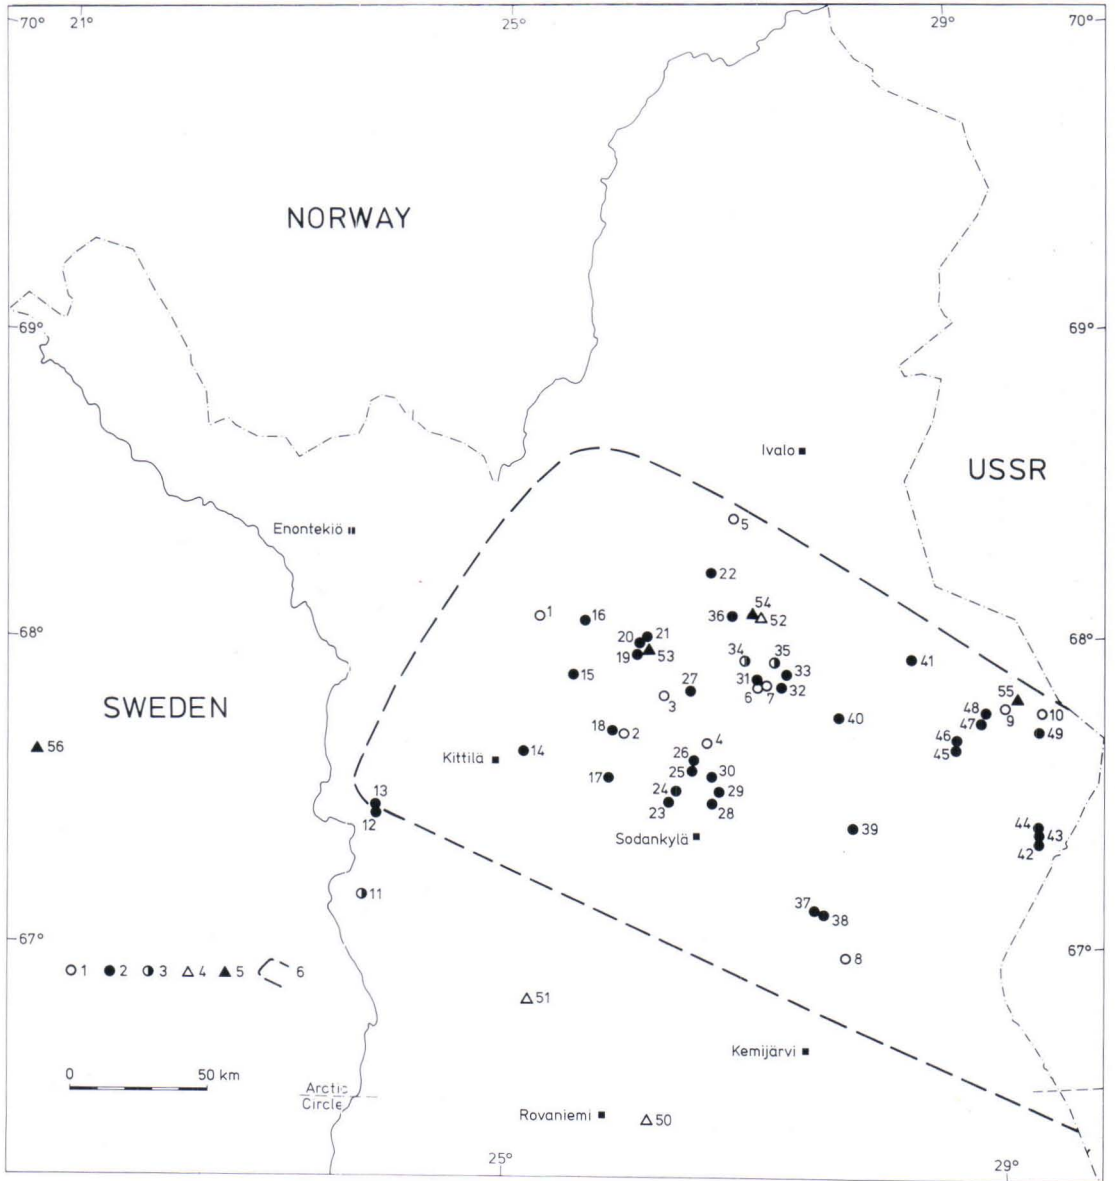 70° 21° 25° 29° 70°
NORWAY
69° 69°
Ivalo
USSR
Enontekiö
5
22
54
1 16 36 52
68° 20 21 68°
34 35
19 53 41
15 33
31
27 6 7 32
SWEDEN 3 55
48 9 10
40 47
56 18 2 49
4 46
14 45
Kittilä 26
25 30
17
13 24 29
12 23 28
44
39 43
Sodankylä 42
11
37
38
67° 67°
8
1 2 3 4 5 6
51
Kemijärvi
0 50 km
Arctic
Circle
Rovaniemi 50
25° 29°